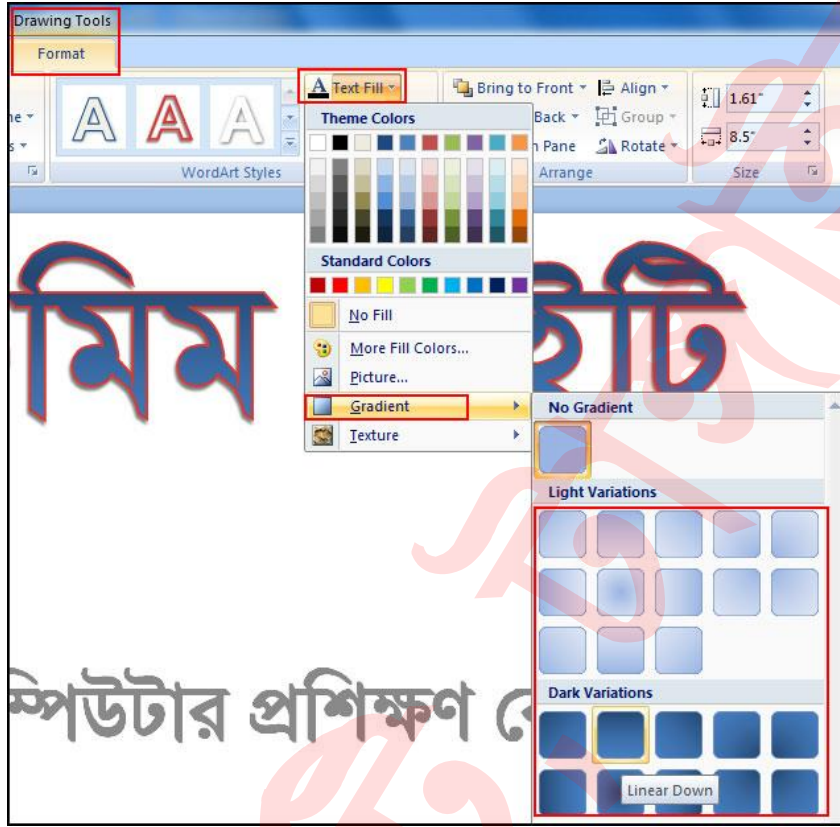 Drawing Tools
Format
Text Fill
Bring to Front
Align
1.61"
Back
Group
Pane
Rotate
8.5"
WordArt Styles
Arrange
Size
Theme Colors
Standard Colors
No Fill
More Fill Colors...
Picture...
Gradient
Texture
মিম
ইটি
No Gradient
Light Variations
Dark Variations
Linear Down
ম্পিউটার প্রশিক্ষণ কে